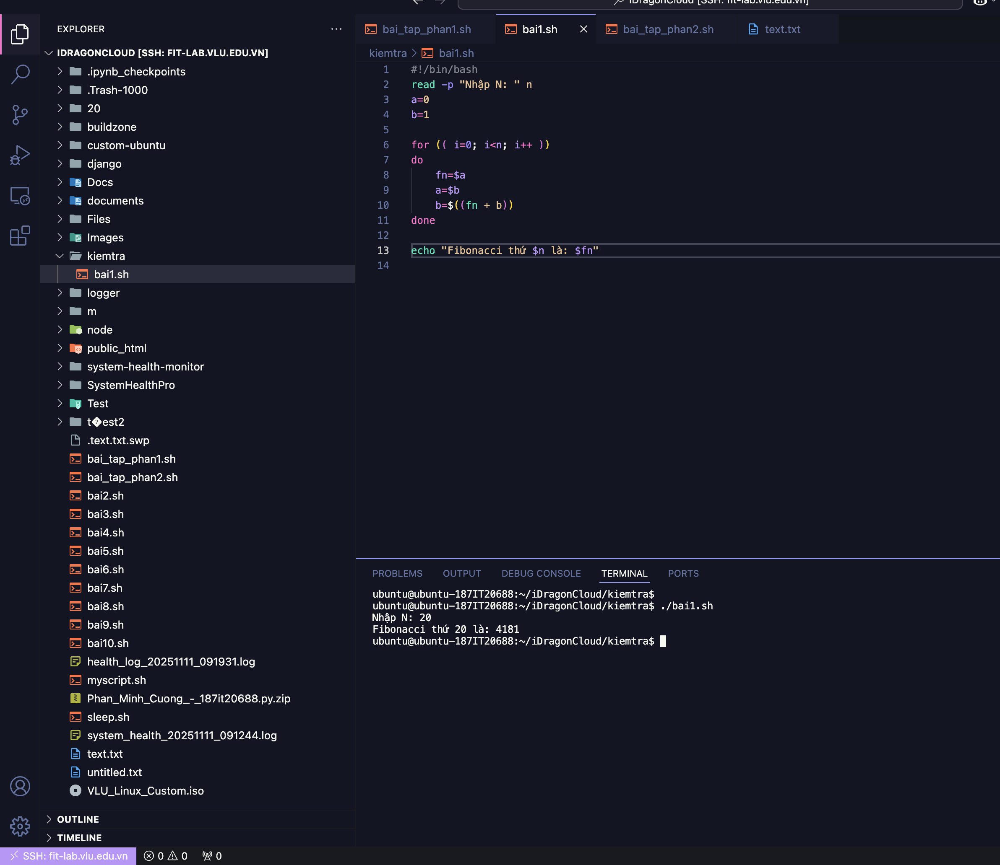 iDragonCloud [SSH: fit-lab.vlu.edu.vn]
EXPLORER
IDRAGONCLOUD [SSH: FIT-LAB.VLU.EDU.VN]
.ipynb_checkpoints
.Trash-1000
20
buildzone
custom-ubuntu
django
Docs
documents
Files
Images
kiemtra
bai1.sh
logger
m
node
public_html
system-health-monitor
SystemHealthPro
Test
t�est2
.text.txt.swp
bai_tap_phan1.sh
bai_tap_phan2.sh
bai2.sh
bai3.sh
bai4.sh
bai5.sh
bai6.sh
bai7.sh
bai8.sh
bai9.sh
bai10.sh
health_log_20251111_091931.log
myscript.sh
Phan_Minh_Cuong_-_187it20688.py.zip
sleep.sh
system_health_20251111_091244.log
text.txt
untitled.txt
VLU_Linux_Custom.iso
OUTLINE
TIMELINE
bai_tap_phan1.sh bai1.sh bai_tap_phan2.sh text.txt
kiemtra > bai1.sh
1 #!/bin/bash
2 read -p "Nhập N: " n
3 a=0
4 b=1
5
6 for (( i=0; i<n; i++ ))
7 do
8     fn=$a
9     a=$b
10     b=$((fn + b))
11 done
12
13 echo "Fibonacci thứ $n là: $fn"
14
PROBLEMS OUTPUT DEBUG CONSOLE TERMINAL PORTS
ubuntu@ubuntu-187IT20688:~/iDragonCloud/kiemtra$
ubuntu@ubuntu-187IT20688:~/iDragonCloud/kiemtra$ ./bai1.sh
Nhập N: 20
Fibonacci thứ 20 là: 4181
ubuntu@ubuntu-187IT20688:~/iDragonCloud/kiemtra$
SSH: fit-lab.vlu.edu.vn 0 0 0